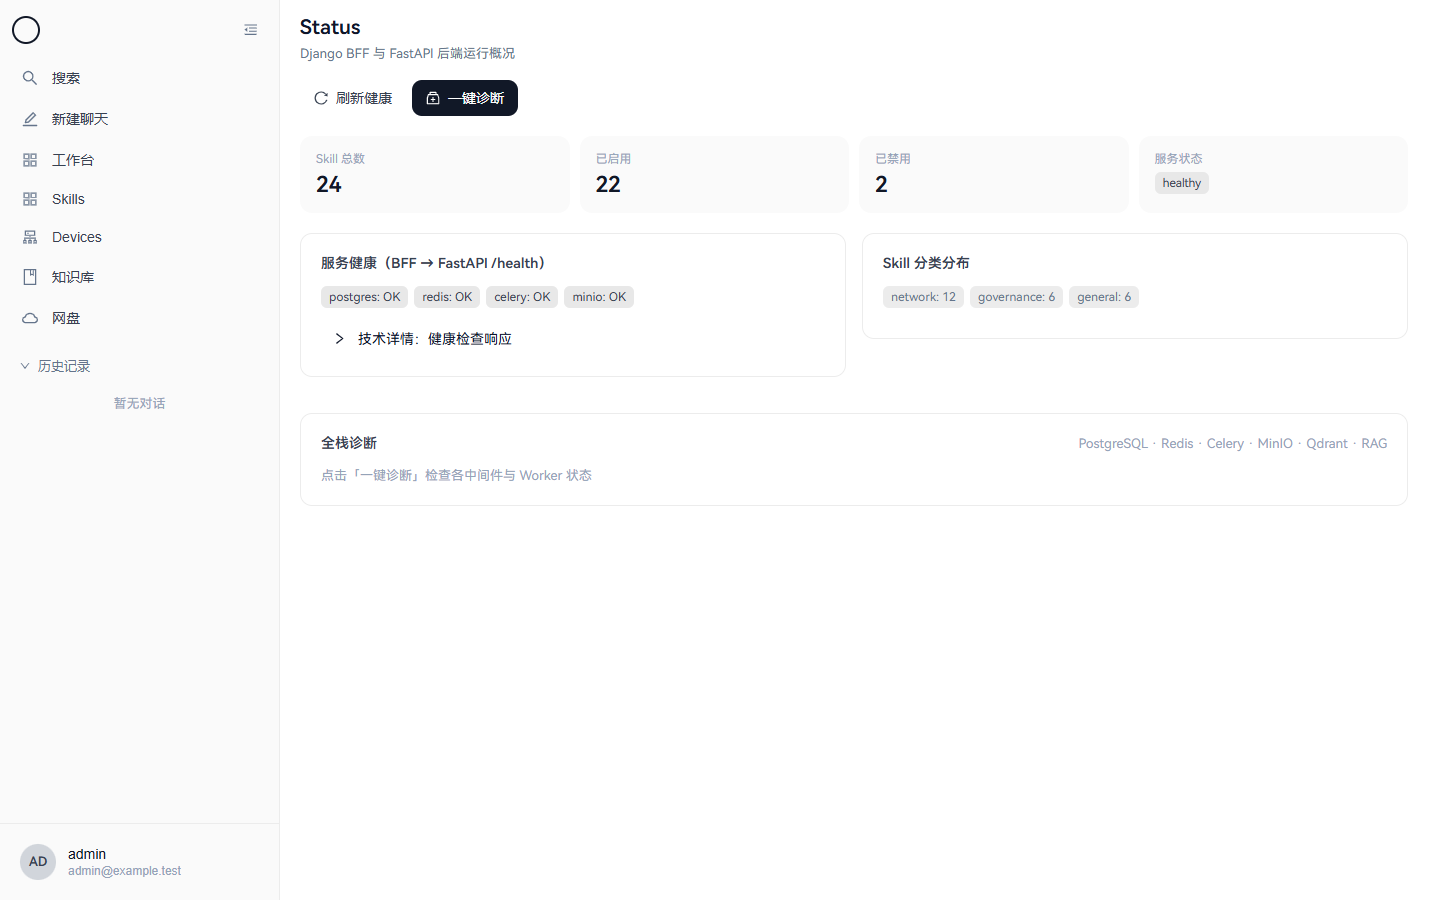 搜索
新建聊天
工作台
Skills
Devices
知识库
网盘
历史记录
暂无对话
AD
admin
admin@example.test
Status
Django BFF 与 FastAPI 后端运行概况
刷新健康
一键诊断
Skill 总数
24
已启用
22
已禁用
2
服务状态
healthy
服务健康（BFF → FastAPI /health）
postgres: OK
redis: OK
celery: OK
minio: OK
技术详情：健康检查响应
Skill 分类分布
network: 12
governance: 6
general: 6
全栈诊断
PostgreSQL · Redis · Celery · MinIO · Qdrant · RAG
点击「一键诊断」检查各中间件与 Worker 状态